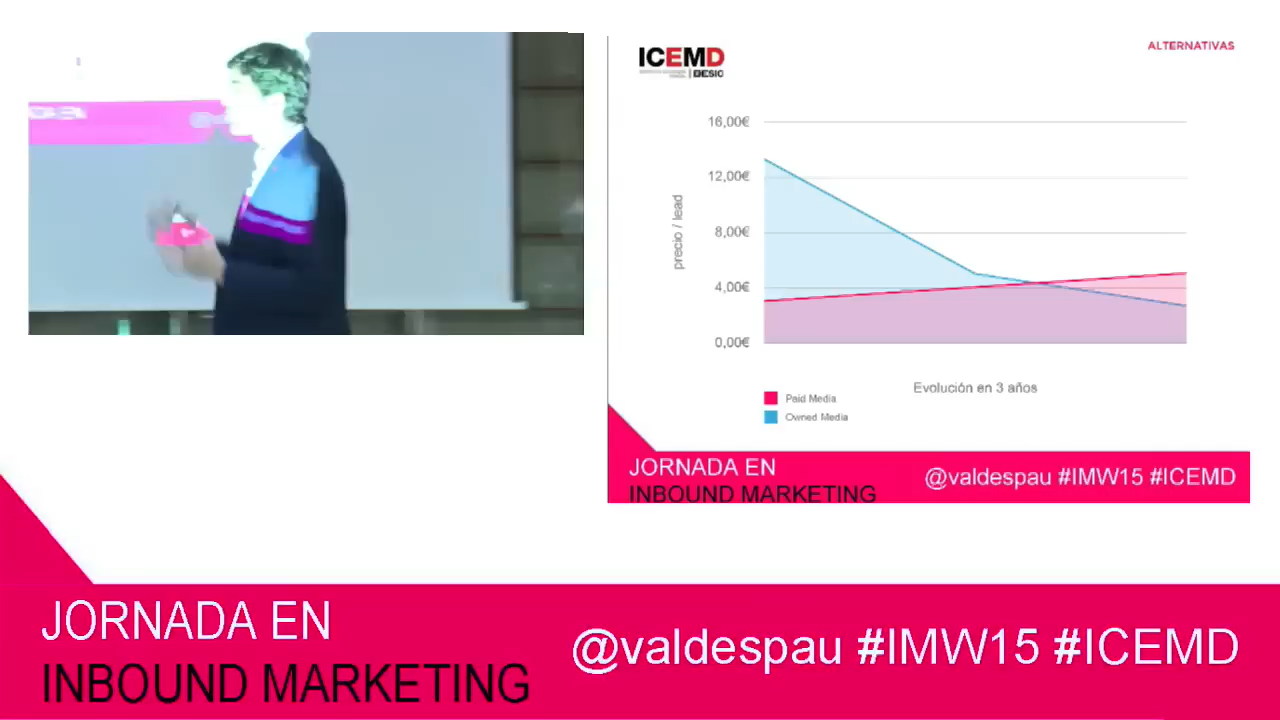 ICEMD
ESIC
ALTERNATIVAS
16,00€
12,00€
8,00€
4,00€
0,00€
precio / lead
Evolución en 3 años
Paid Media
Owned Media
JORNADA EN
INBOUND MARKETING
@valdespau #IMW15 #ICEMD
JORNADA EN
INBOUND MARKETING
@valdespau #IMW15 #ICEMD